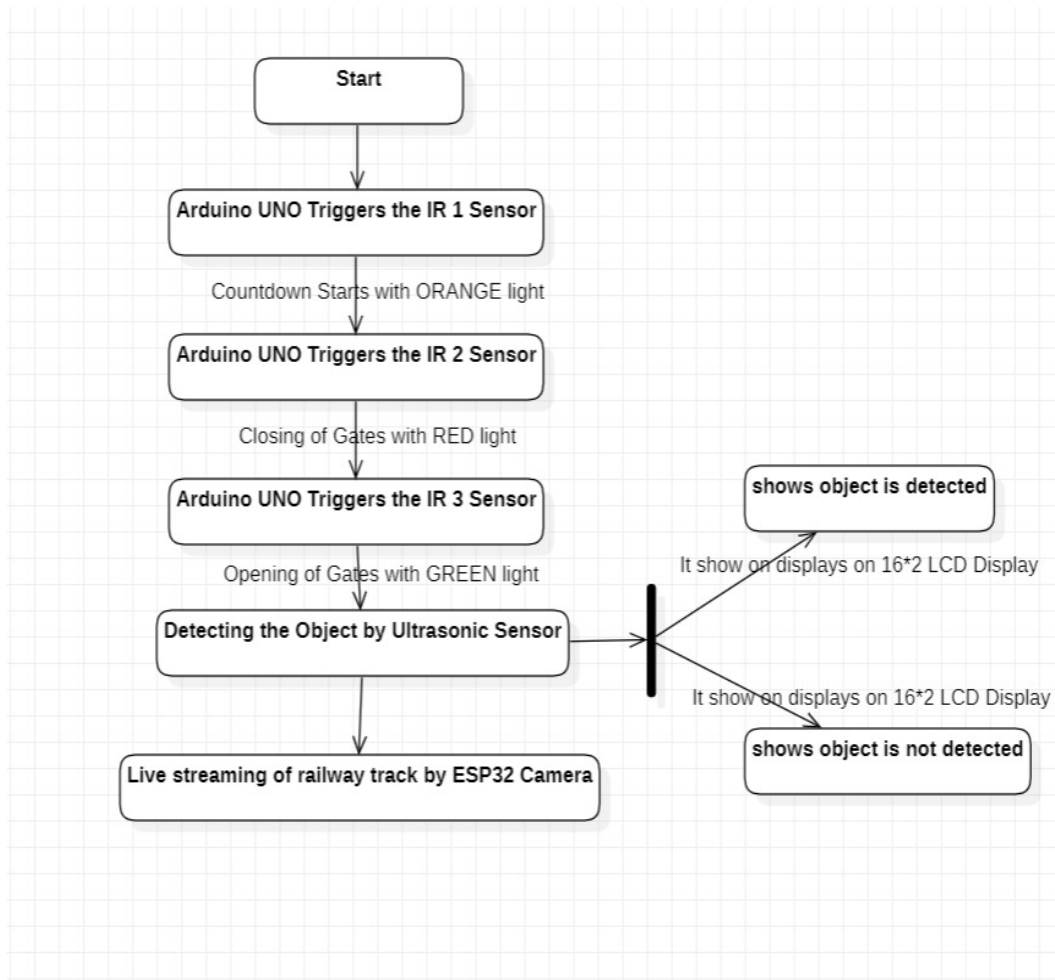 Start
Arduino UNO Triggers the IR 1 Sensor
Countdown Starts with ORANGE light
Arduino UNO Triggers the IR 2 Sensor
Closing of Gates with RED light
Arduino UNO Triggers the IR 3 Sensor
Opening of Gates with GREEN light
Detecting the Object by Ultrasonic Sensor
shows object is detected
It show on displays on 16*2 LCD Display
It show on displays on 16*2 LCD Display
shows object is not detected
Live streaming of railway track by ESP32 Camera